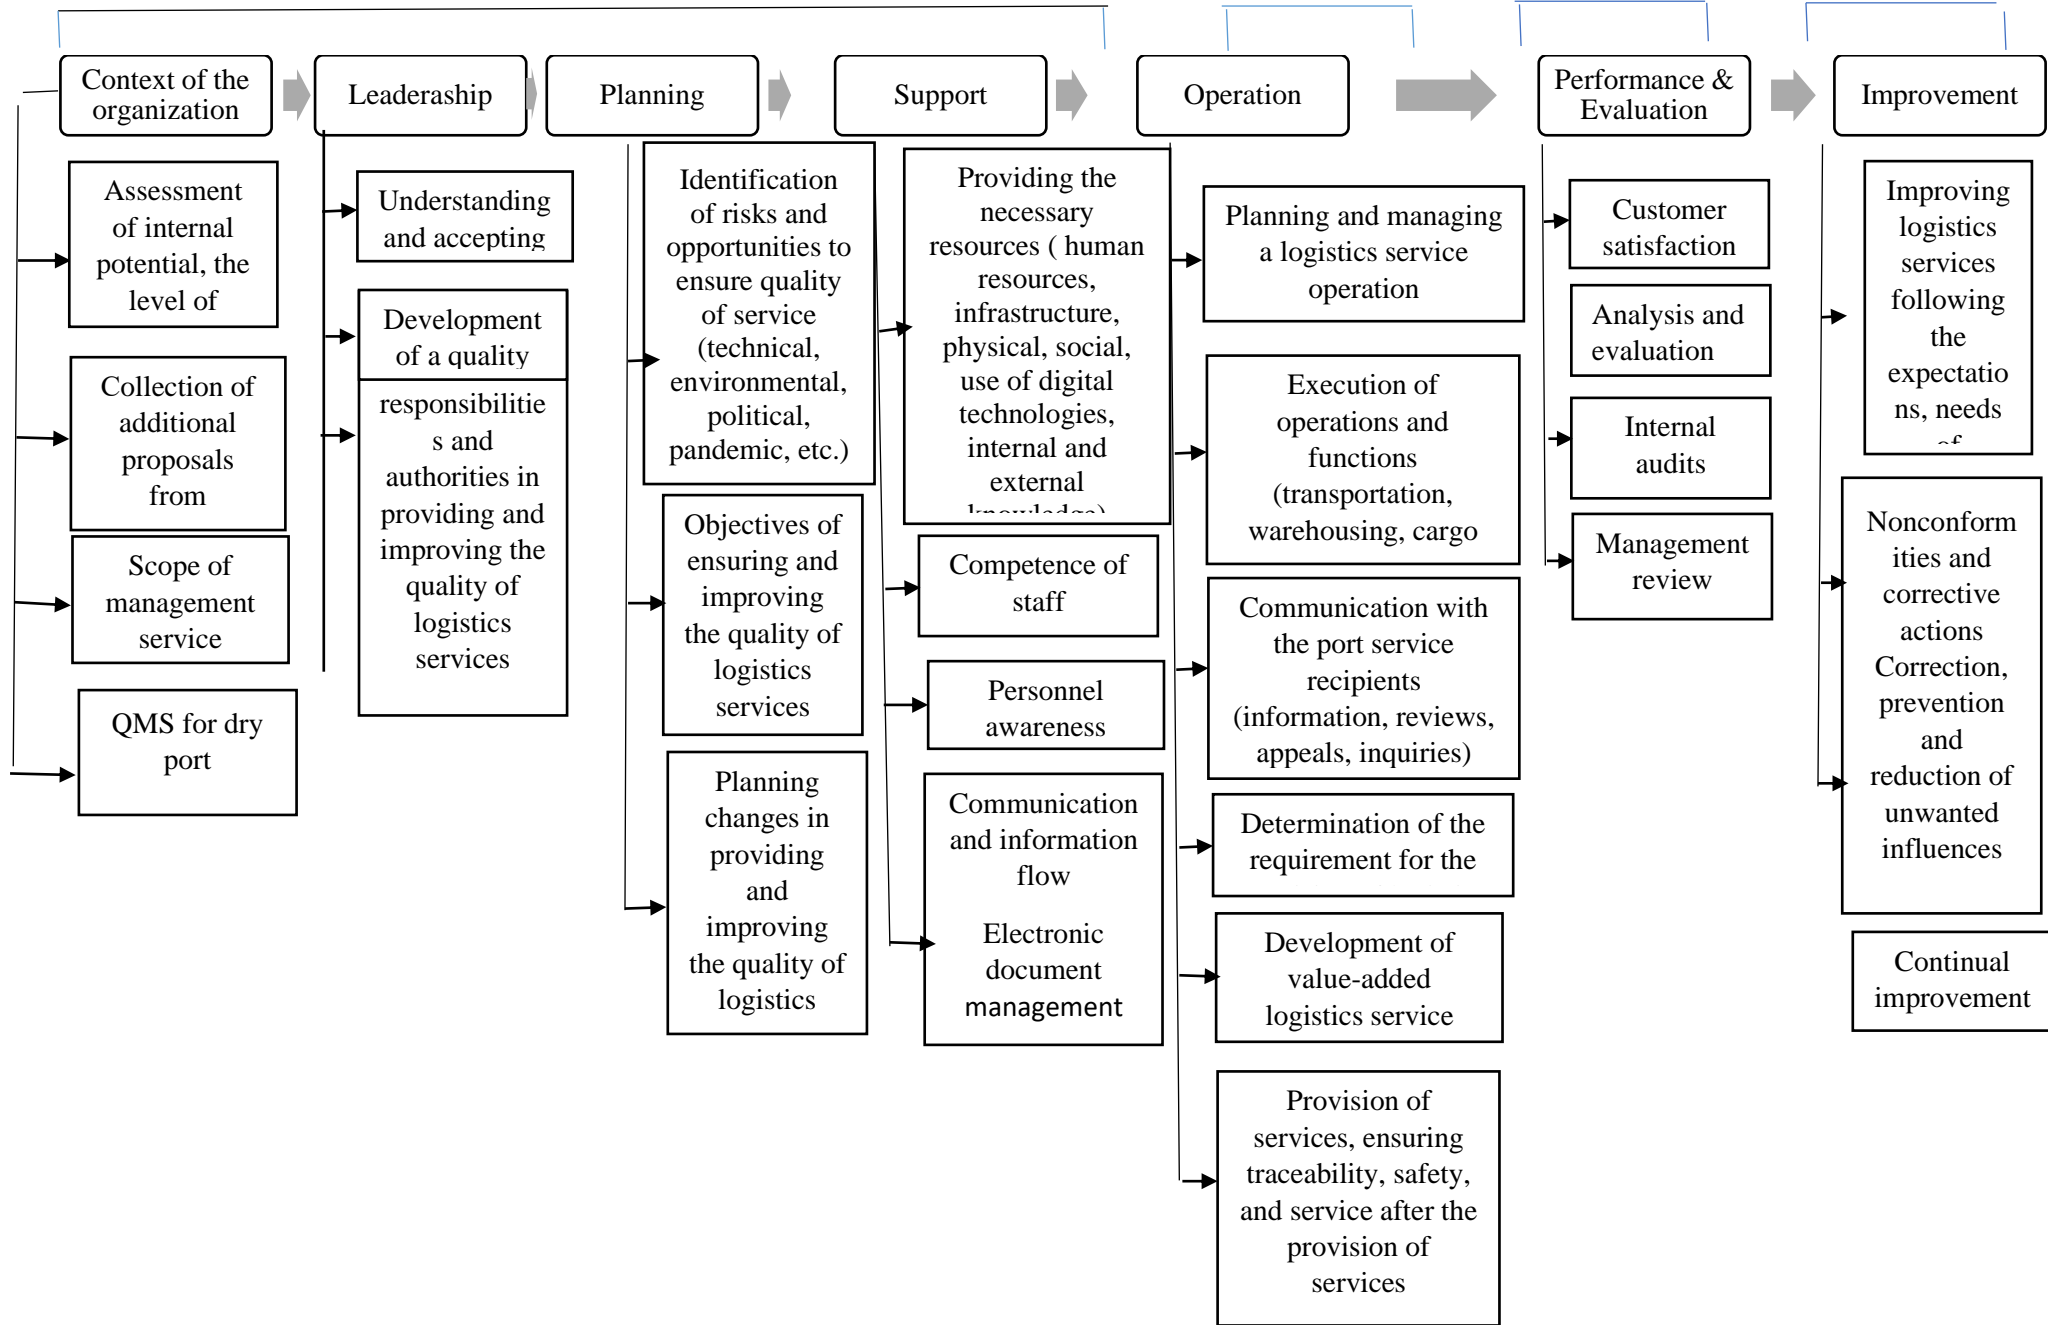 Context of the
organization
Leaderaship
Planning
Support
Operation
Performance &
Evaluation
Improvement
Assessment
of internal
potential, the
level of
Collection of
additional
proposals
from
Scope of
management
service
QMS for dry
port
Understanding
and accepting
Development
of a quality
responsibilitie
s and
authorities in
providing and
improving the
quality of
logistics
services
Identification
of risks and
opportunities to
ensure quality
of service
(technical,
environmental,
political,
pandemic, etc.)
Objectives of
ensuring and
improving
the quality of
logistics
services
Planning
changes in
providing
and
improving
the quality of
logistics
Providing the
necessary
resources ( human
resources,
infrastructure,
physical, social,
use of digital
technologies,
internal and
external
knowledge)
Competence of
staff
Personnel
awareness
Communication
and information
flow
Electronic
document
management
Planning and managing
a logistics service
operation
Execution of
operations and
functions
(transportation,
warehousing, cargo
Communication with
the port service
recipients
(information, reviews,
appeals, inquiries)
Determination of the
requirement for the
Development of
value-added
logistics service
Provision of
services, ensuring
traceability, safety,
and service after the
provision of
services
Customer
satisfaction
Analysis and
evaluation
Internal
audits
Management
review
Improving
logistics
services
following
the
expectatio
ns, needs
of
Nonconform
ities and
corrective
actions
Correction,
prevention
and
reduction of
unwanted
influences
Continual
improvement